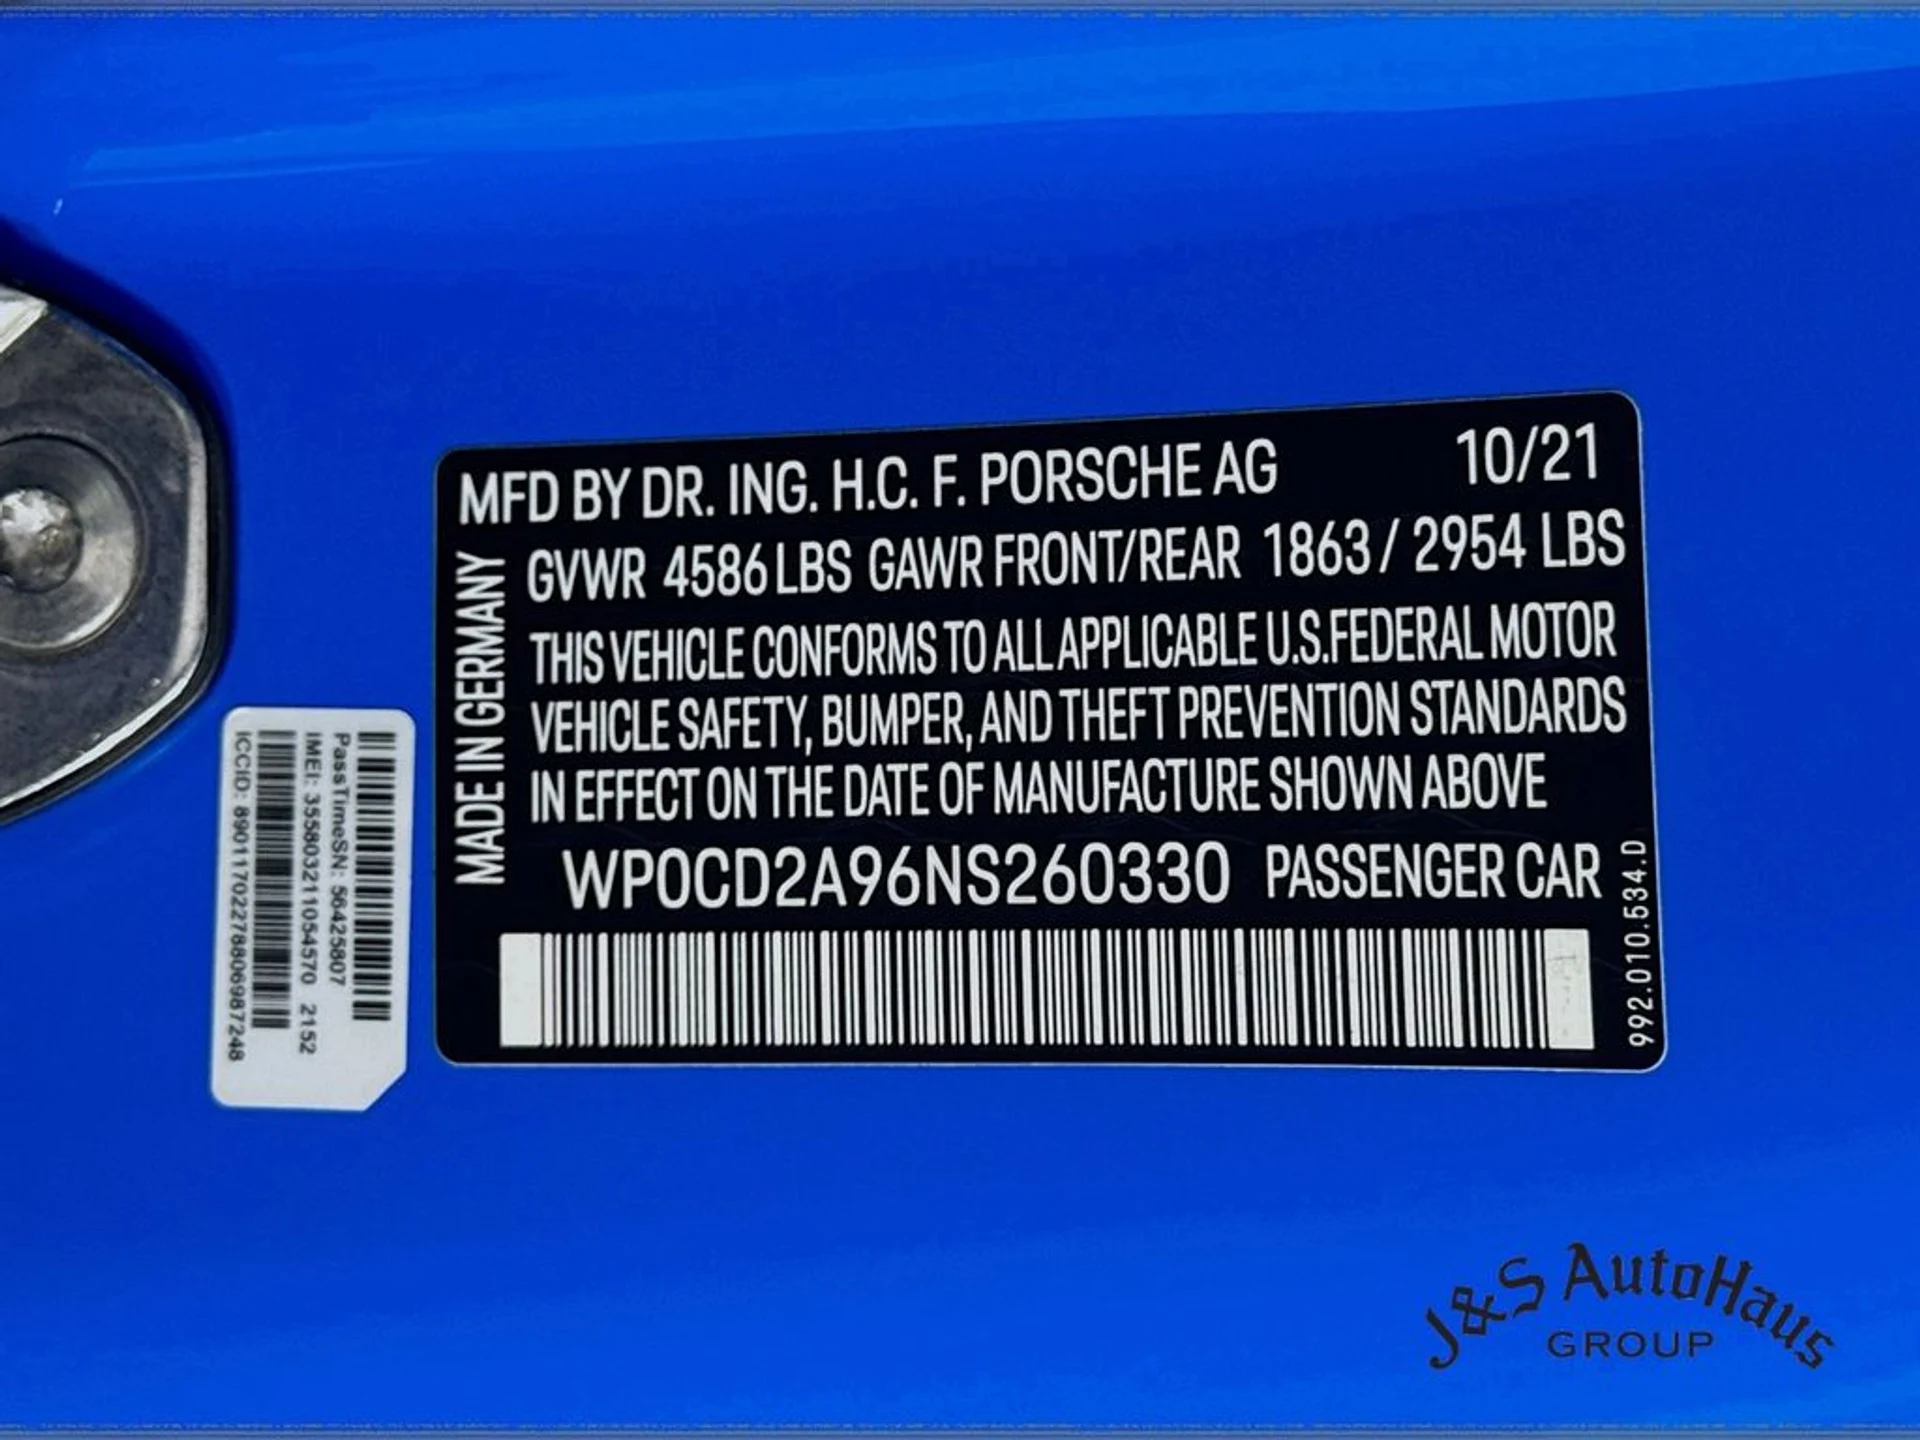 MFD BY DR. ING. H.C. F. PORSCHE AG 10/21
GVWR 4586 LBS GAWR FRONT/REAR 1863 / 2954 LBS
THIS VEHICLE CONFORMS TO ALL APPLICABLE U.S.FEDERAL MOTOR
VEHICLE SAFETY, BUMPER, AND THEFT PREVENTION STANDARDS
IN EFFECT ON THE DATE OF MANUFACTURE SHOWN ABOVE
WP0CD2A96NS260330 PASSENGER CAR
MADE IN GERMANY
992.010.534.D
PassTimeSN: 56425807
IMEI: 355803211054570 2152
ICCID: 89011702278806987248
J&S AutoHaus
GROUP